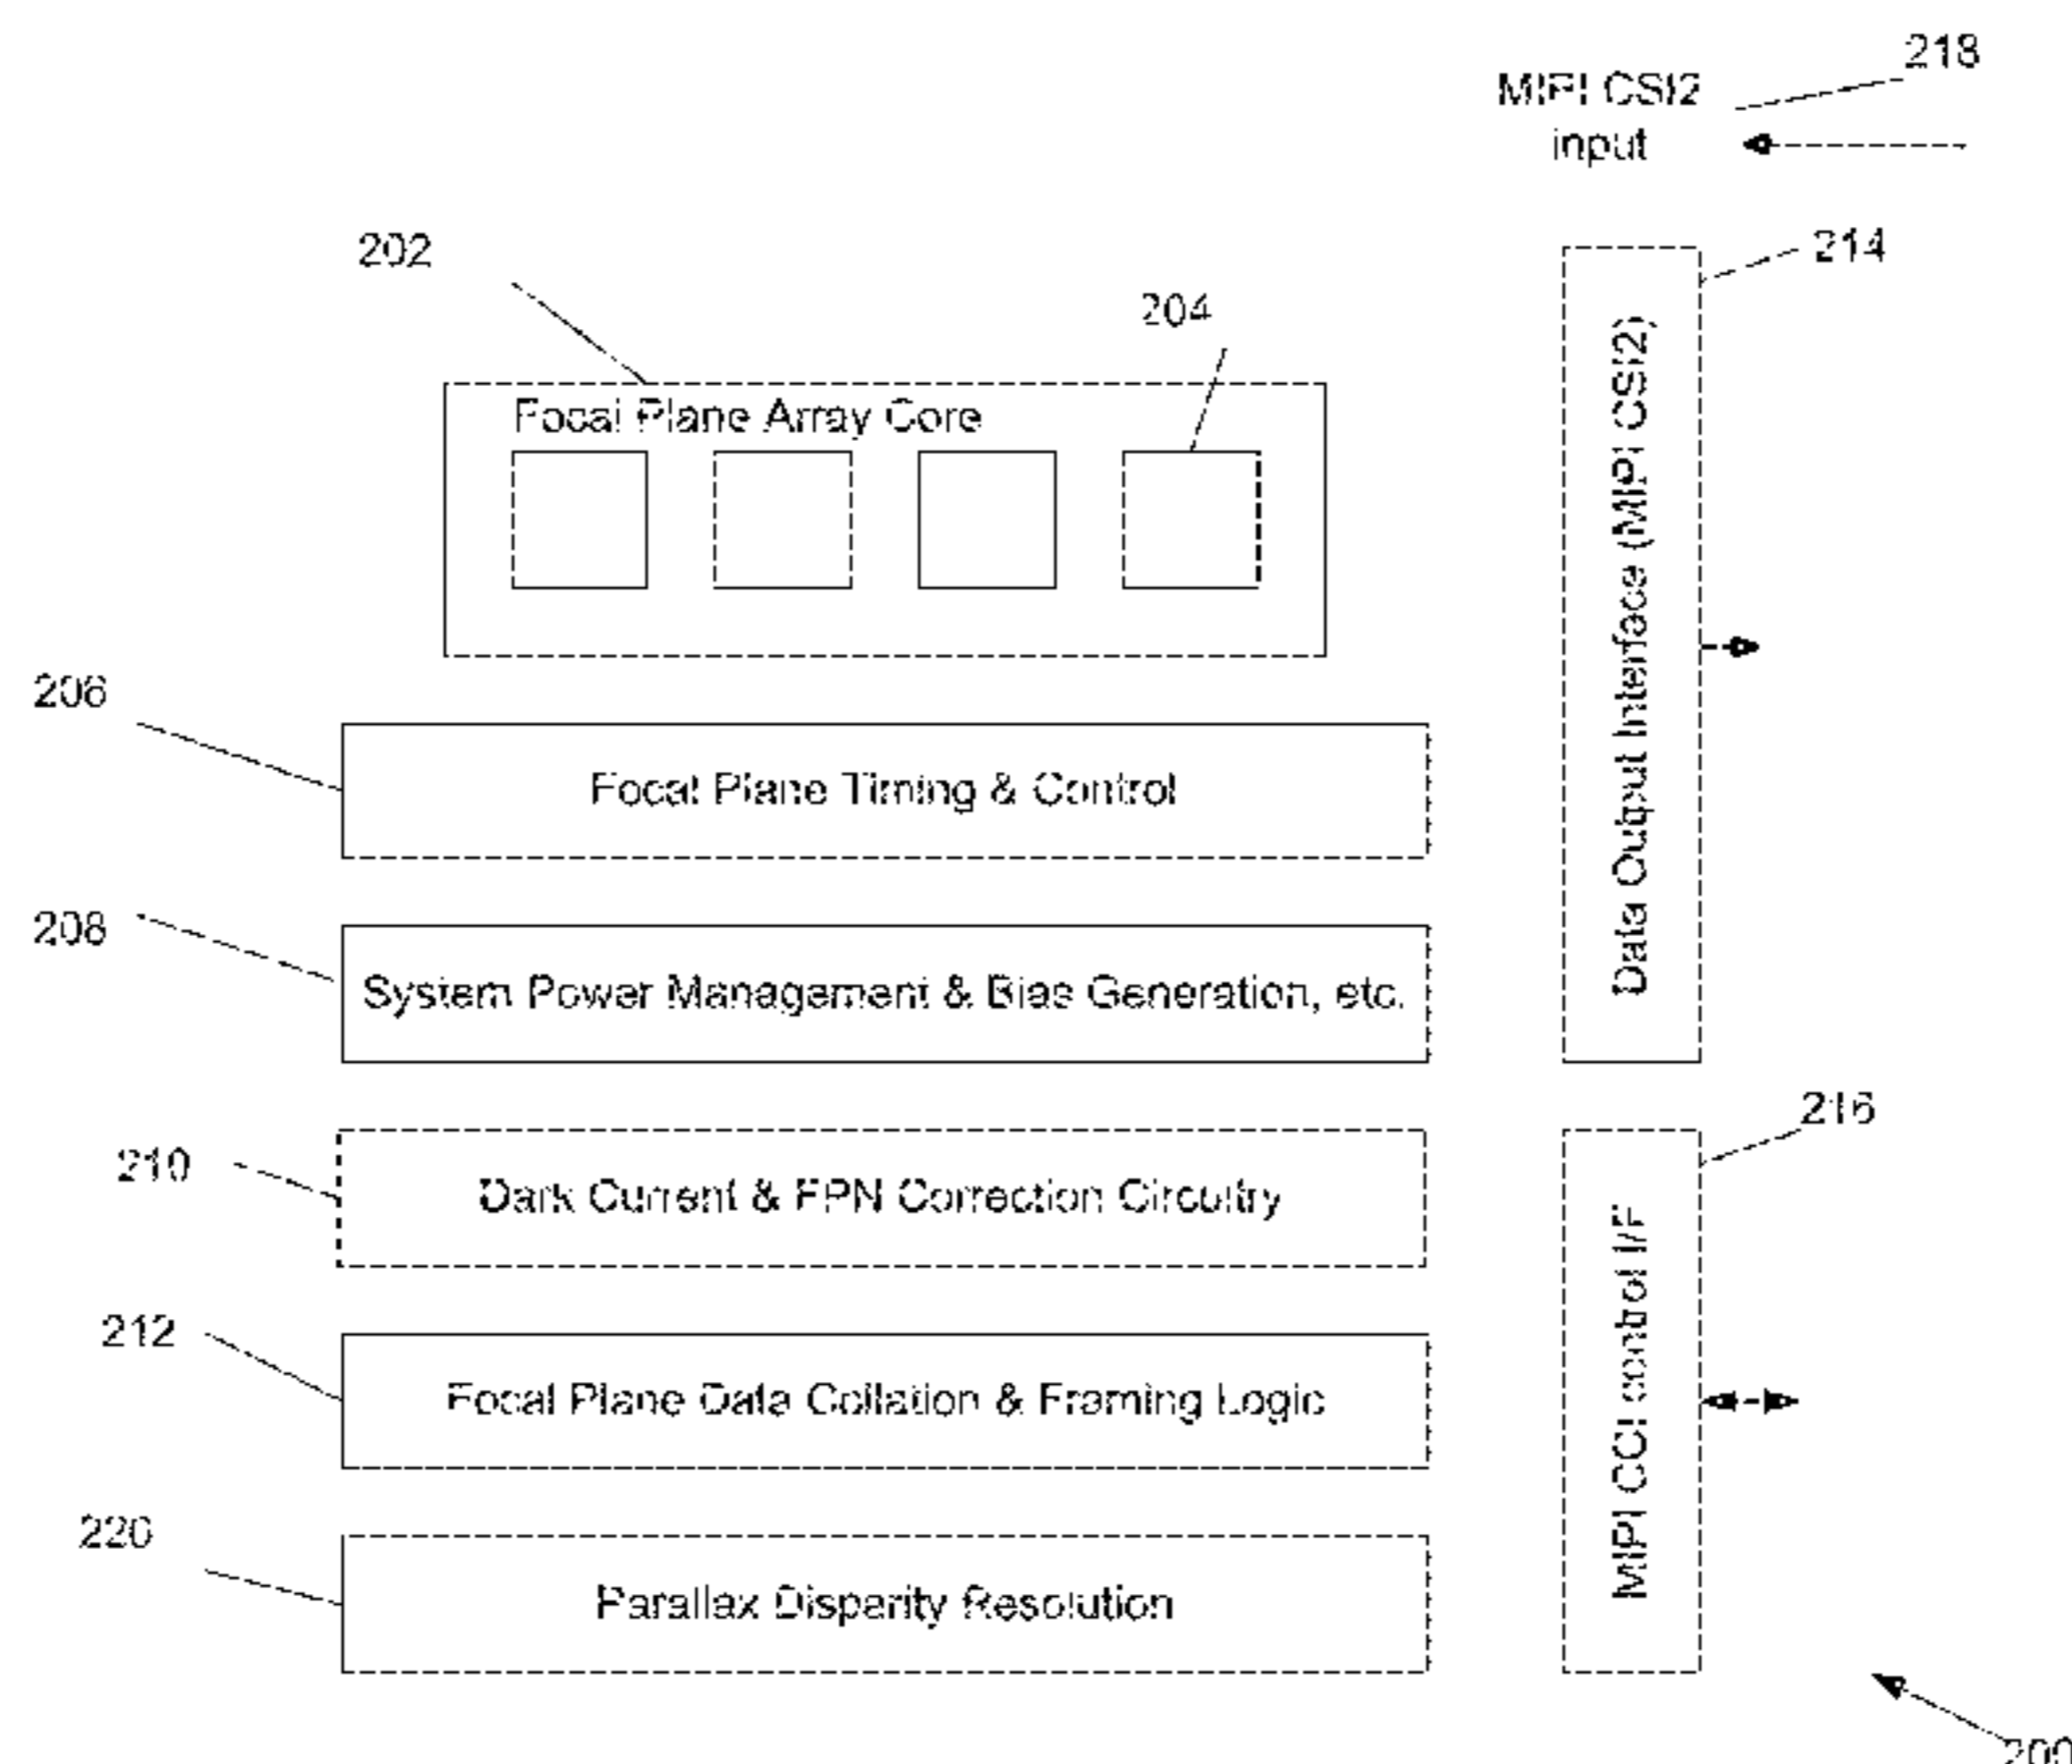 218
MIPI CSI2
input
202
214
204
Focal Plane Array Core
Data Output Interface (MIPI CSI2)
206
Focal Plane Timing & Control
208
System Power Management & Bias Generation, etc.
216
210
Dark Current & FPN Correction Circuitry
MIPI CCI control I/F
212
Focal Plane Data Collation & Framing Logic
220
Parallax Disparity Resolution
200